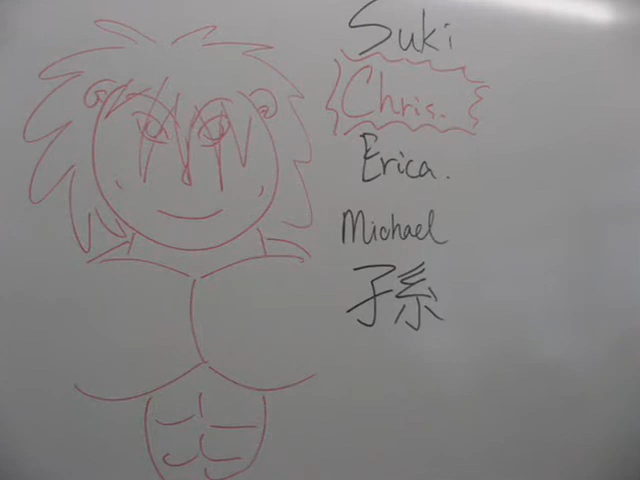 Suki
Chris.
Erica.
Michael
孫